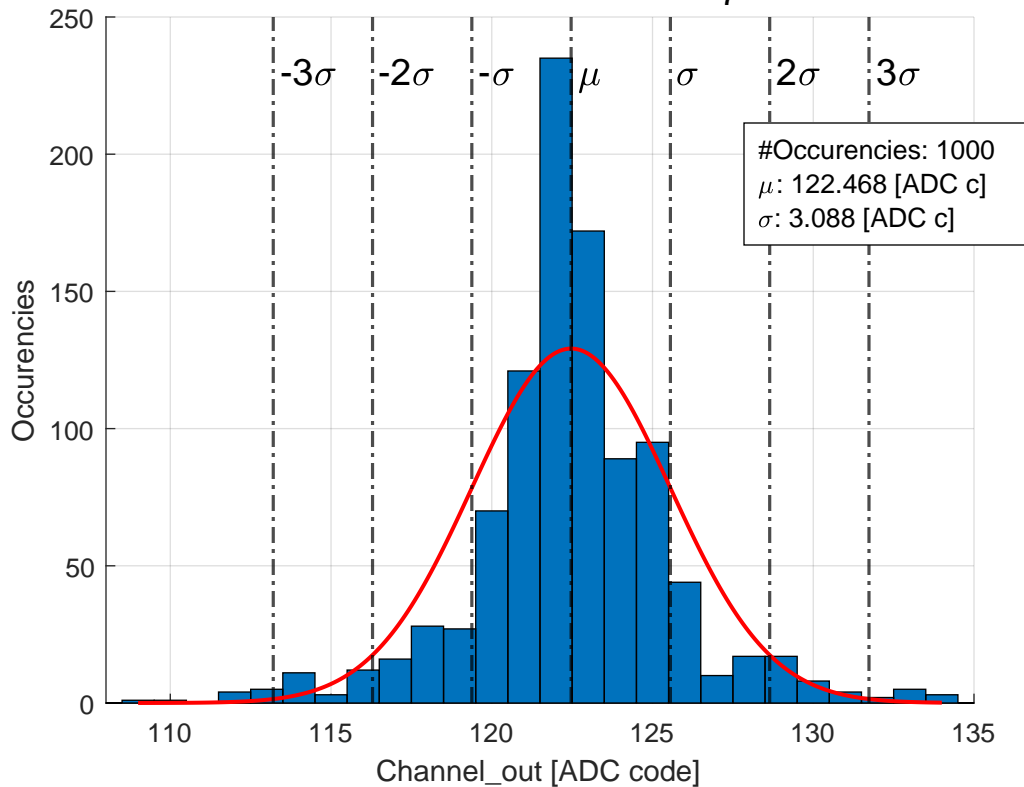 250
200
150
100
50
0
-3σ
-2σ
-σ
μ
σ
2σ
3σ
#Occurencies: 1000
μ: 122.468 [ADC c]
σ: 3.088 [ADC c]
Occurencies
110
115
120
125
130
135
Channel_out [ADC code]